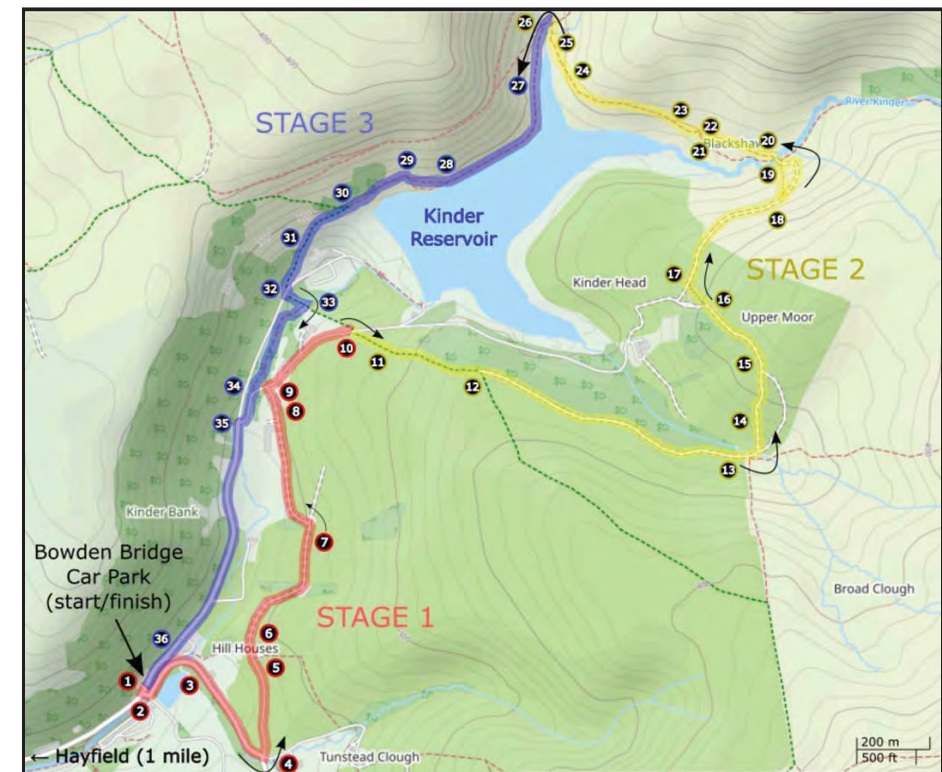 26
25
24
27
23
River Kinder
STAGE 3
22
20
21
29
28
19
30
18
Kinder
Reservoir
31
17
Kinder Head
STAGE 2
32
33
16
Upper Moor
10
11
15
34
9
12
8
35
14
13
Kinder Bank
7
Bowden Bridge
Car Park
(start/finish)
Broad Clough
STAGE 1
36
6
Hill Houses
5
1
3
2
← Hayfield (1 mile)
4
Tunstead Clough
200 m
500 ft